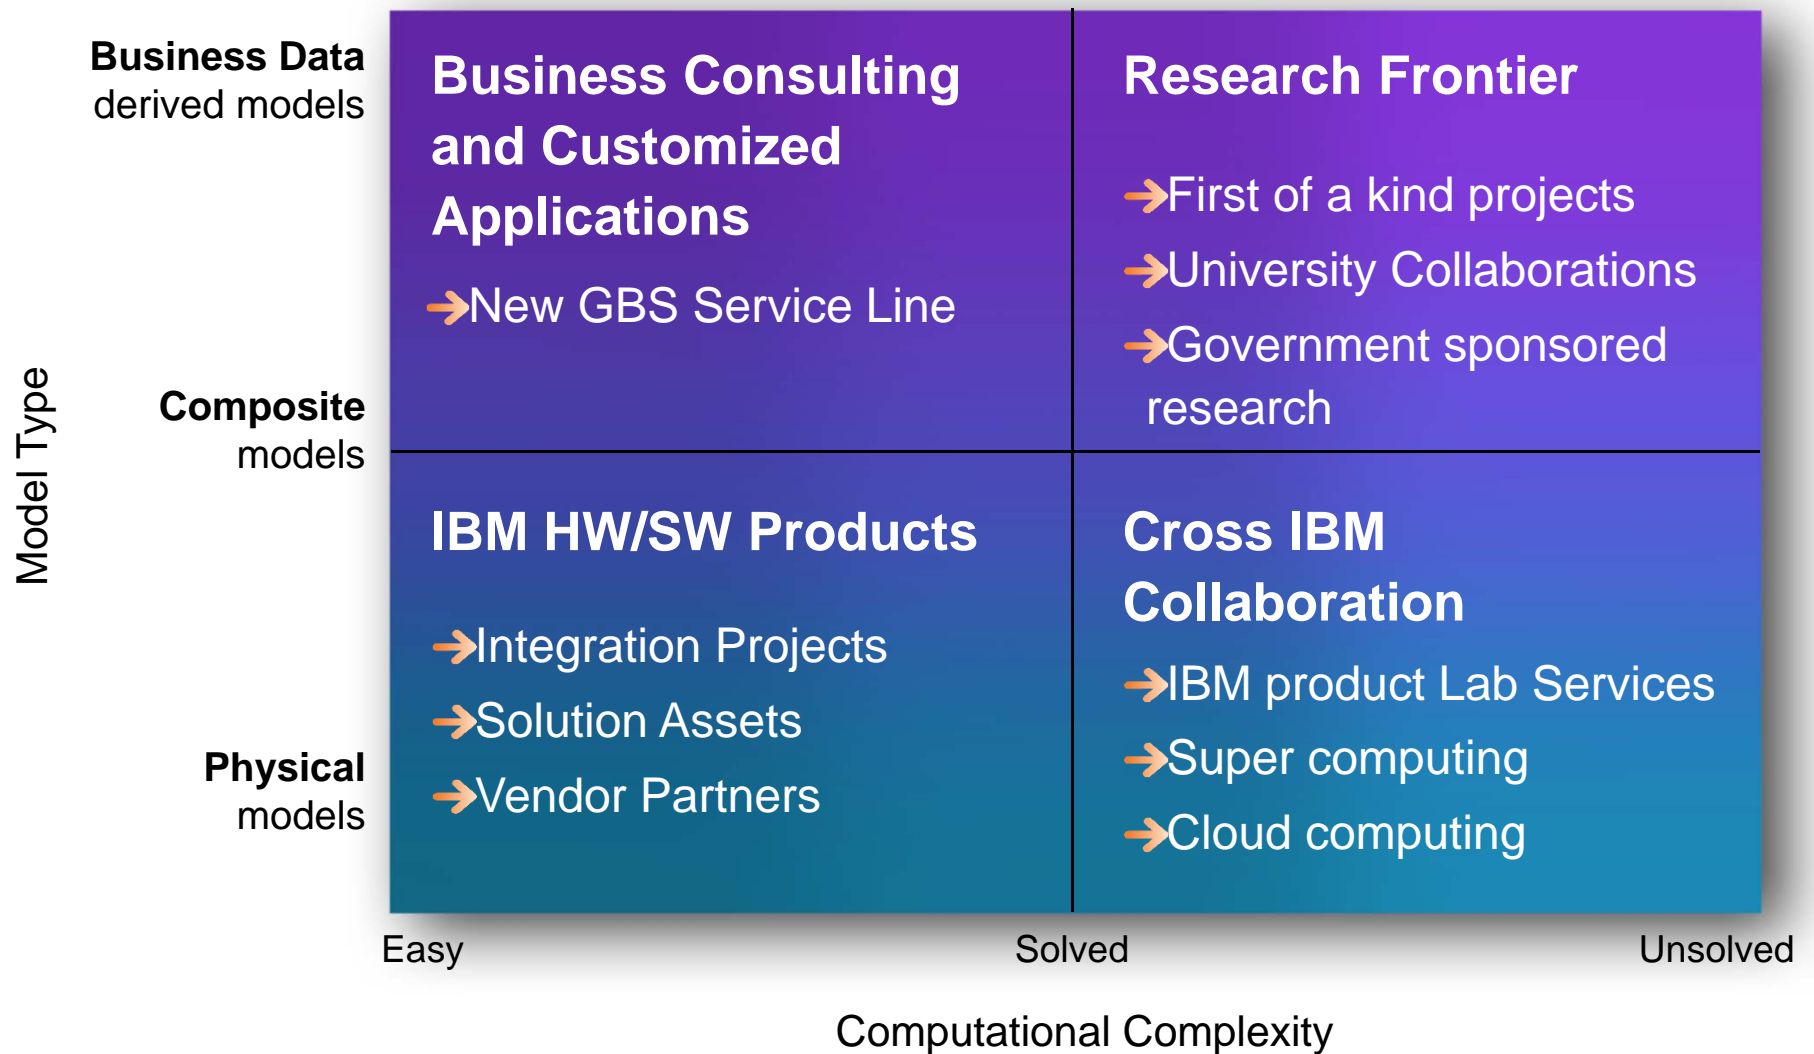 Business Data
derived models
Composite
models
Physical
models
Model Type
Business Consulting
and Customized
Applications
New GBS Service Line
Research Frontier
First of a kind projects
University Collaborations
Government sponsored
research
IBM HW/SW Products
Integration Projects
Solution Assets
Vendor Partners
Cross IBM
Collaboration
IBM product Lab Services
Super computing
Cloud computing
Easy
Solved
Unsolved
Computational Complexity